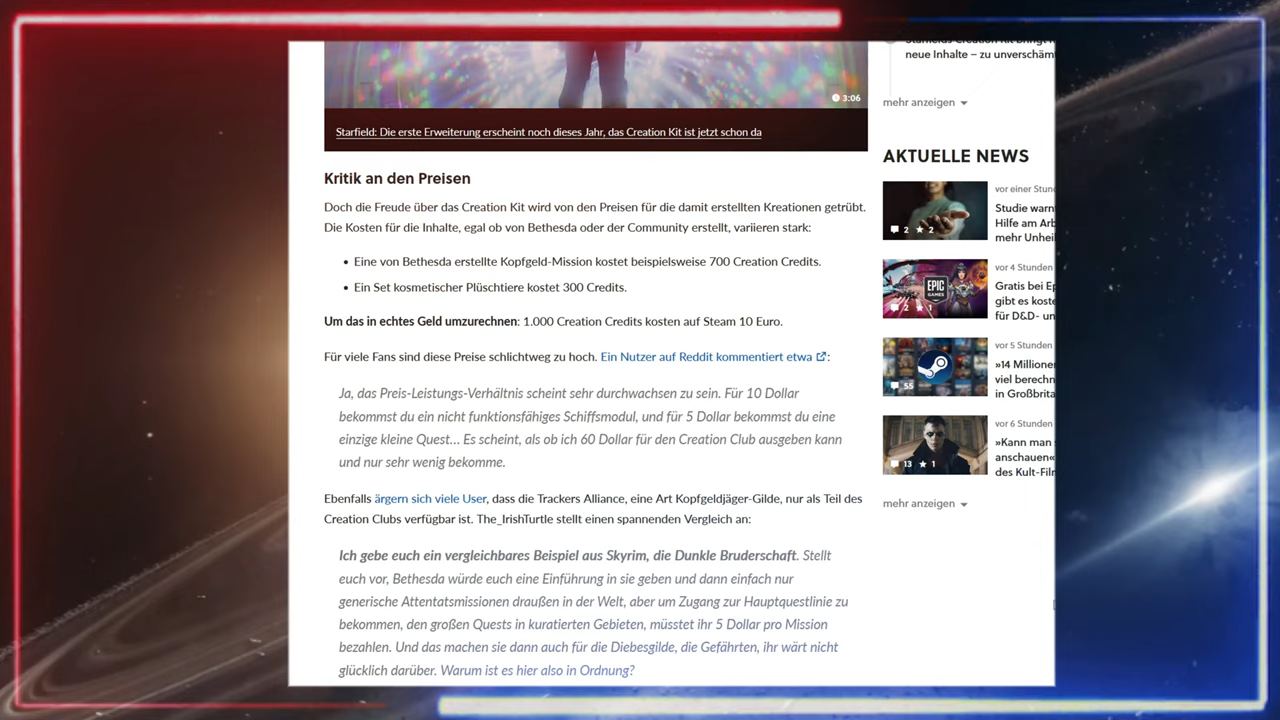 3:06
Starfield: Die erste Erweiterung erscheint noch dieses Jahr, das Creation Kit ist jetzt schon da
Kritik an den Preisen
Doch die Freude über das Creation Kit wird von den Preisen für die damit erstellten Kreationen getrübt.
Die Kosten für die Inhalte, egal ob von Bethesda oder der Community erstellt, variieren stark:
• Eine von Bethesda erstellte Kopfgeld-Mission kostet beispielsweise 700 Creation Credits.
• Ein Set kosmetischer Plüschtiere kostet 300 Credits.
Um das in echtes Geld umzurechnen: 1.000 Creation Credits kosten auf Steam 10 Euro.
Für viele Fans sind diese Preise schlichtweg zu hoch. Ein Nutzer auf Reddit kommentiert etwa:
Ja, das Preis-Leistungs-Verhältnis scheint sehr durchwachsen zu sein. Für 10 Dollar
bekommst du ein nicht funktionsfähiges Schiffsmodul, und für 5 Dollar bekommst du eine
einzige kleine Quest... Es scheint, als ob ich 60 Dollar für den Creation Club ausgeben kann
und nur sehr wenig bekomme.
Ebenfalls ärgern sich viele User, dass die Trackers Alliance, eine Art Kopfgeldjäger-Gilde, nur als Teil des
Creation Clubs verfügbar ist. The_IrishTurtle stellt einen spannenden Vergleich an:
Ich gebe euch ein vergleichbares Beispiel aus Skyrim, die Dunkle Bruderschaft. Stellt
euch vor, Bethesda würde euch eine Einführung in sie geben und dann einfach nur
generische Attentatsmissionen draußen in der Welt, aber um Zugang zur Hauptquestlinie zu
bekommen, den großen Quests in kuratierten Gebieten, müsstet ihr 5 Dollar pro Mission
bezahlen. Und das machen sie dann auch für die Diebesgilde, die Gefährten, ihr wärt nicht
glücklich darüber. Warum ist es hier also in Ordnung?
Starfields Creation Kit bringt
neue Inhalte – zu unverschäm
mehr anzeigen
AKTUELLE NEWS
vor einer Stun
Studie warn
Hilfe am Arb
mehr Unhei
2 2
vor 4 Stunden
Gratis bei Ep
gibt es koste
für D&D- un
EPIC
GAMES
2 1
vor 5 Stunden
»14 Millione
viel berechn
in Großbrita
55
vor 6 Stunden
»Kann man
anschauen«
des Kult-Fil
13 1
mehr anzeigen